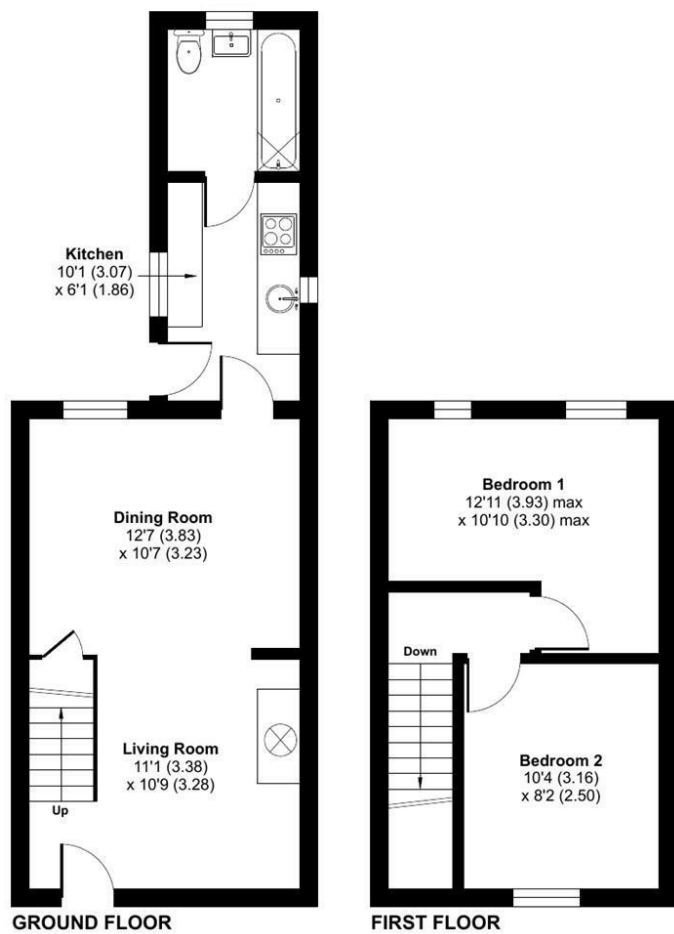 Kitchen
10'1 (3.07)
x 6'1 (1.86)
Dining Room
12'7 (3.83)
x 10'7 (3.23)
Living Room
11'1 (3.38)
x 10'9 (3.28)
Up
GROUND FLOOR
Bedroom 1
12'11 (3.93) max
x 10'10 (3.30) max
Down
Bedroom 2
10'4 (3.16)
x 8'2 (2.50)
FIRST FLOOR